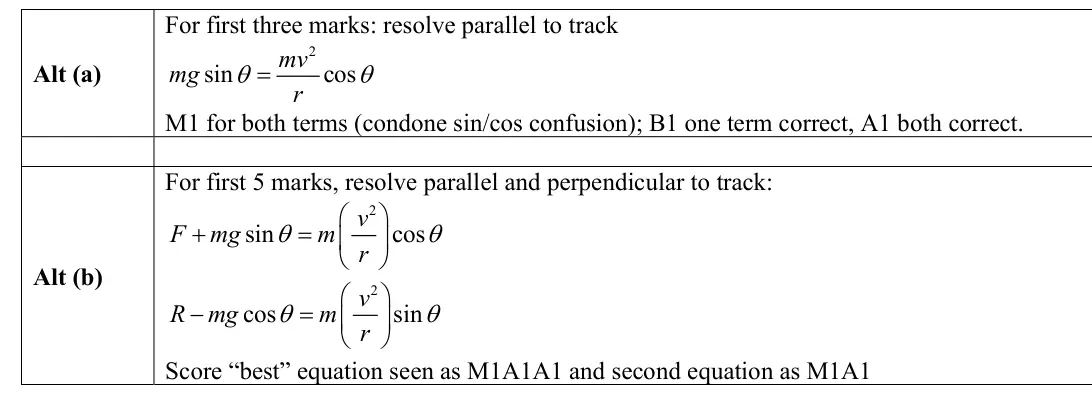 Alt (a)
For first three marks: resolve parallel to track
mg sin θ = mv²/r cos θ
M1 for both terms (condone sin/cos confusion); B1 one term correct, A1 both correct.
Alt (b)
For first 5 marks, resolve parallel and perpendicular to track:
F + mg sin θ = m(v²/r) cos θ
R − mg cos θ = m(v²/r) sin θ
Score “best” equation seen as M1A1A1 and second equation as M1A1